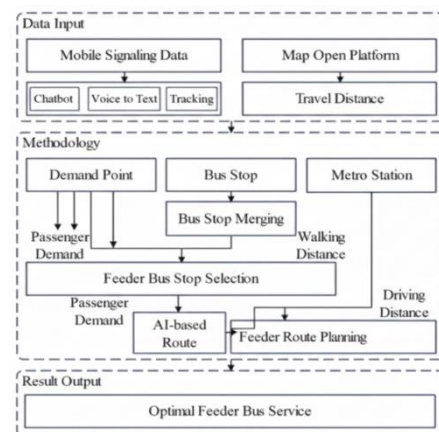 Data Input
Mobile Signaling Data
Map Open Platform
Chatbot
Voice to Text
Tracking
Travel Distance
Methodology
Demand Point
Bus Stop
Metro Station
Bus Stop Merging
Passenger
Demand
Walking
Distance
Feeder Bus Stop Selection
Passenger
Demand
Driving
Distance
AI-based
Route
Feeder Route Planning
Result Output
Optimal Feeder Bus Service